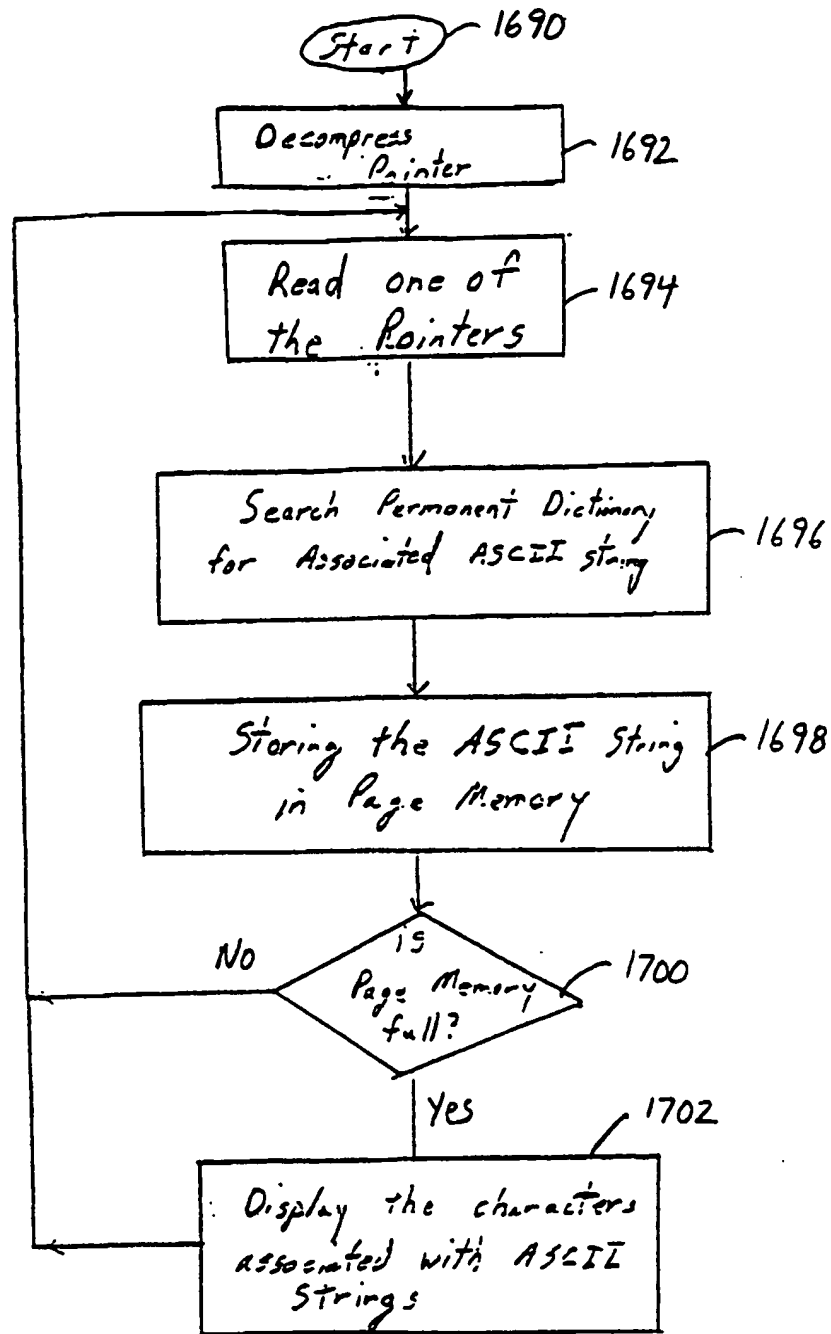 Start
1690
Decompress
Pointer
1692
Read one of
the Pointers
1694
Search Permanent Dictionary
for Associated ASCII string
1696
Storing the ASCII String
in Page Memory
1698
is
Page Memory
full?
1700
No
Yes
1702
Display the characters
associated with ASCII
Strings